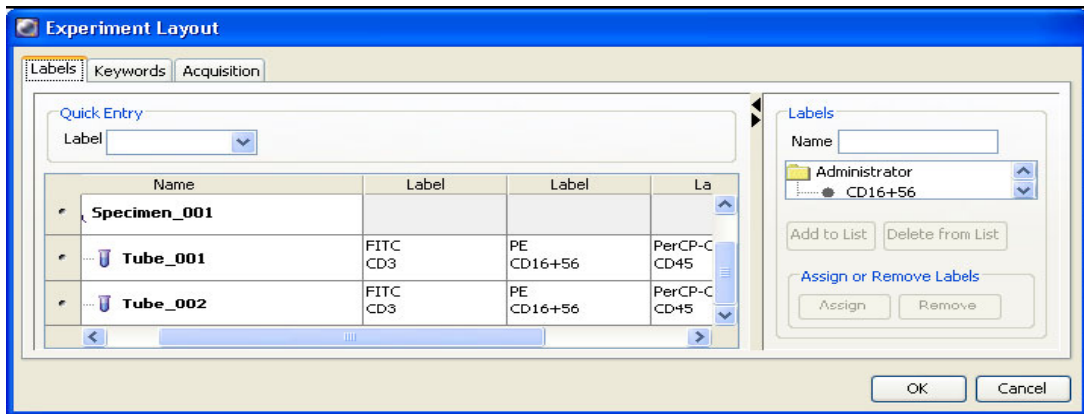 Experiment Layout
Labels Keywords Acquisition
Quick Entry
Label
Name Label Label La
Specimen_001
Tube_001 FITC CD3 PE CD16+56 PerCP-C CD45
Tube_002 FITC CD3 PE CD16+56 PerCP-C CD45
Labels
Name
Administrator
CD16+56
Add to List Delete from List
Assign or Remove Labels
Assign Remove
OK Cancel